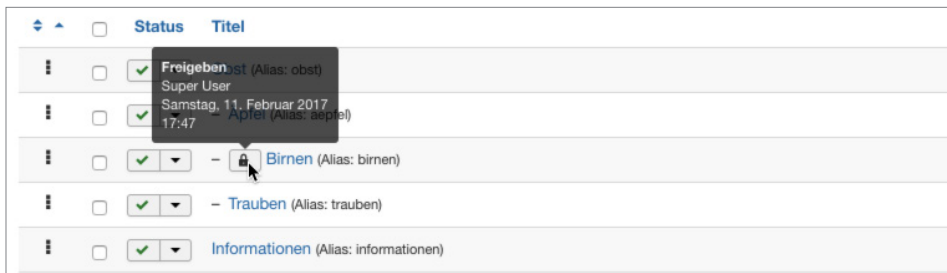 Status Titel
Freigeben
Super User
Samstag, 11. Februar 2017
17:47
Obst (Alias: obst)
– Äpfel (Alias: aepfel)
– Birnen (Alias: birnen)
– Trauben (Alias: trauben)
Informationen (Alias: informationen)